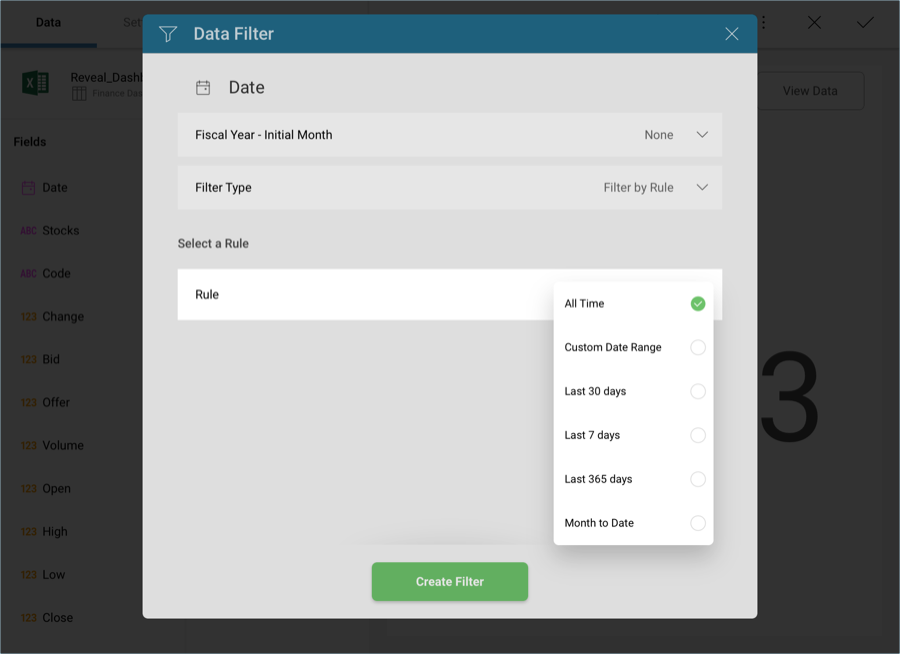 Data
Set
Data Filter
Reveal_Dashb
Finance Das
View Data
Date
Fiscal Year - Initial Month
None
Filter Type
Filter by Rule
Select a Rule
Rule
All Time
Custom Date Range
Last 30 days
Last 7 days
Last 365 days
Month to Date
Create Filter
Fields
Date
ABC Stocks
ABC Code
123 Change
123 Bid
123 Offer
123 Volume
123 Open
123 High
123 Low
123 Close
3